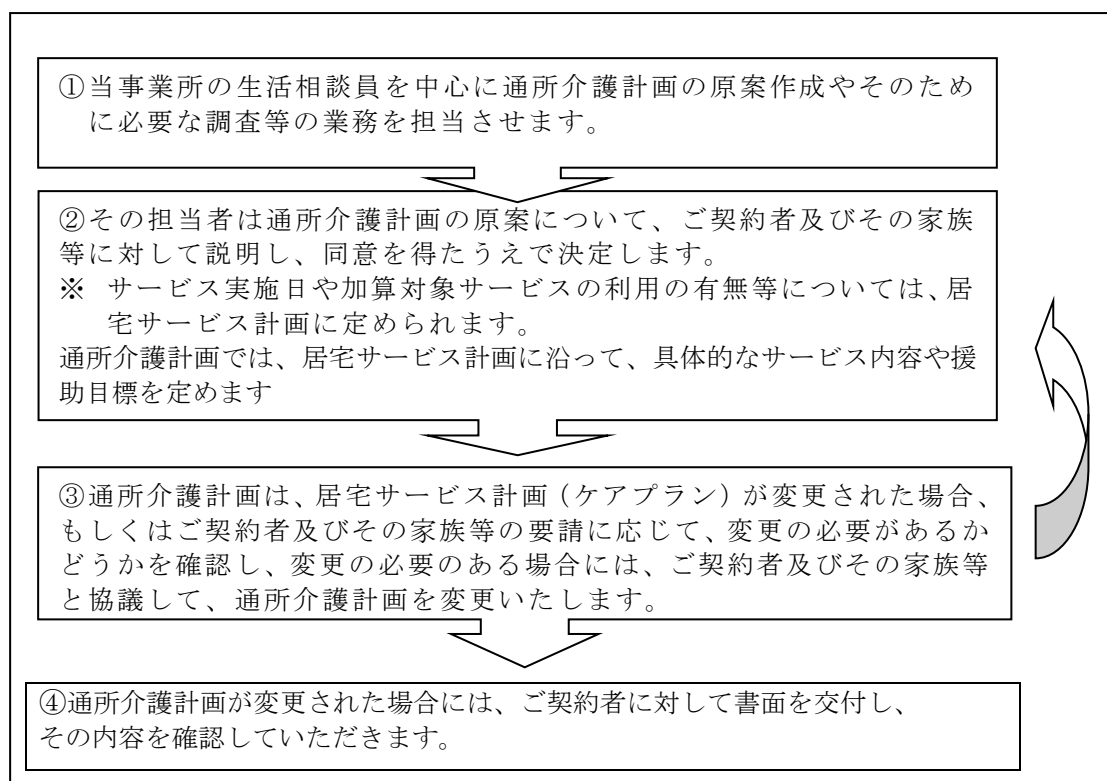 ①当事業所の生活相談員を中心に通所介護計画の原案作成やそのため
に必要な調査等の業務を担当させます。
②その担当者は通所介護計画の原案について、ご契約者及びその家族
等に対して説明し、同意を得たうえで決定します。
※ サービス実施日や加算対象サービスの利用の有無等については、居
宅サービス計画に定められます。
通所介護計画では、居宅サービス計画に沿って、具体的なサービス内容や援
助目標を定めます
③通所介護計画は、居宅サービス計画（ケアプラン）が変更された場合、
もしくはご契約者及びその家族等の要請に応じて、変更の必要があるか
どうかを確認し、変更の必要のある場合には、ご契約者及びその家族等
と協議して、通所介護計画を変更いたします。
④通所介護計画が変更された場合には、ご契約者に対して書面を交付し、
その内容を確認していただきます。